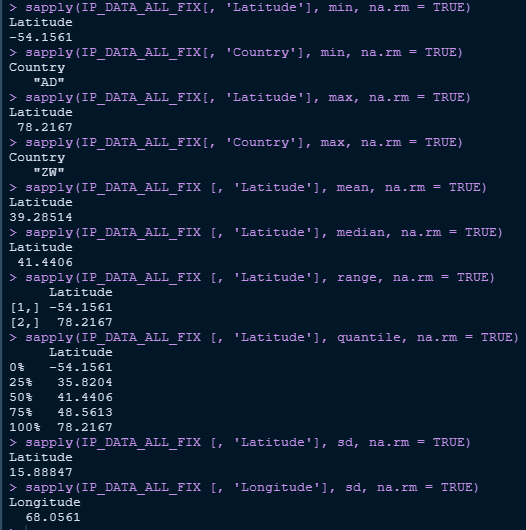 > sapply(IP_DATA_ALL_FIX[, 'Latitude'], min, na.rm = TRUE)
Latitude
-54.1561
> sapply(IP_DATA_ALL_FIX[, 'Country'], min, na.rm = TRUE)
Country
"AD"
> sapply(IP_DATA_ALL_FIX[, 'Latitude'], max, na.rm = TRUE)
Latitude
78.2167
> sapply(IP_DATA_ALL_FIX[, 'Country'], max, na.rm = TRUE)
Country
"ZW"
> sapply(IP_DATA_ALL_FIX [, 'Latitude'], mean, na.rm = TRUE)
Latitude
39.28514
> sapply(IP_DATA_ALL_FIX [, 'Latitude'], median, na.rm = TRUE)
Latitude
41.4406
> sapply(IP_DATA_ALL_FIX [, 'Latitude'], range, na.rm = TRUE)
Latitude
[1,] -54.1561
[2,] 78.2167
> sapply(IP_DATA_ALL_FIX [, 'Latitude'], quantile, na.rm = TRUE)
Latitude
0% -54.1561
25% 35.8204
50% 41.4406
75% 48.5613
100% 78.2167
> sapply(IP_DATA_ALL_FIX [, 'Latitude'], sd, na.rm = TRUE)
Latitude
15.88847
> sapply(IP_DATA_ALL_FIX [, 'Longitude'], sd, na.rm = TRUE)
Longitude
68.0561